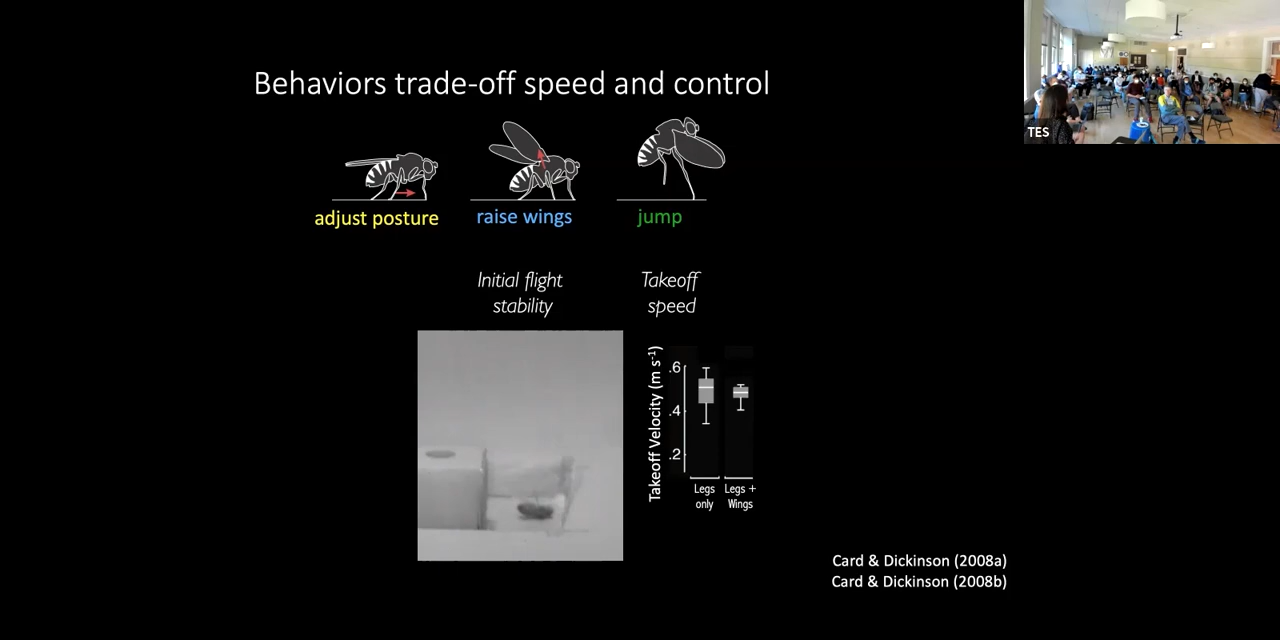 Behaviors trade-off speed and control
TES
adjust posture
raise wings
jump
Initial flight
stability
Takeoff
speed
Takeoff Velocity (m s⁻¹)
.6
.4
.2
Legs
only
Legs +
Wings
Card & Dickinson (2008a)
Card & Dickinson (2008b)